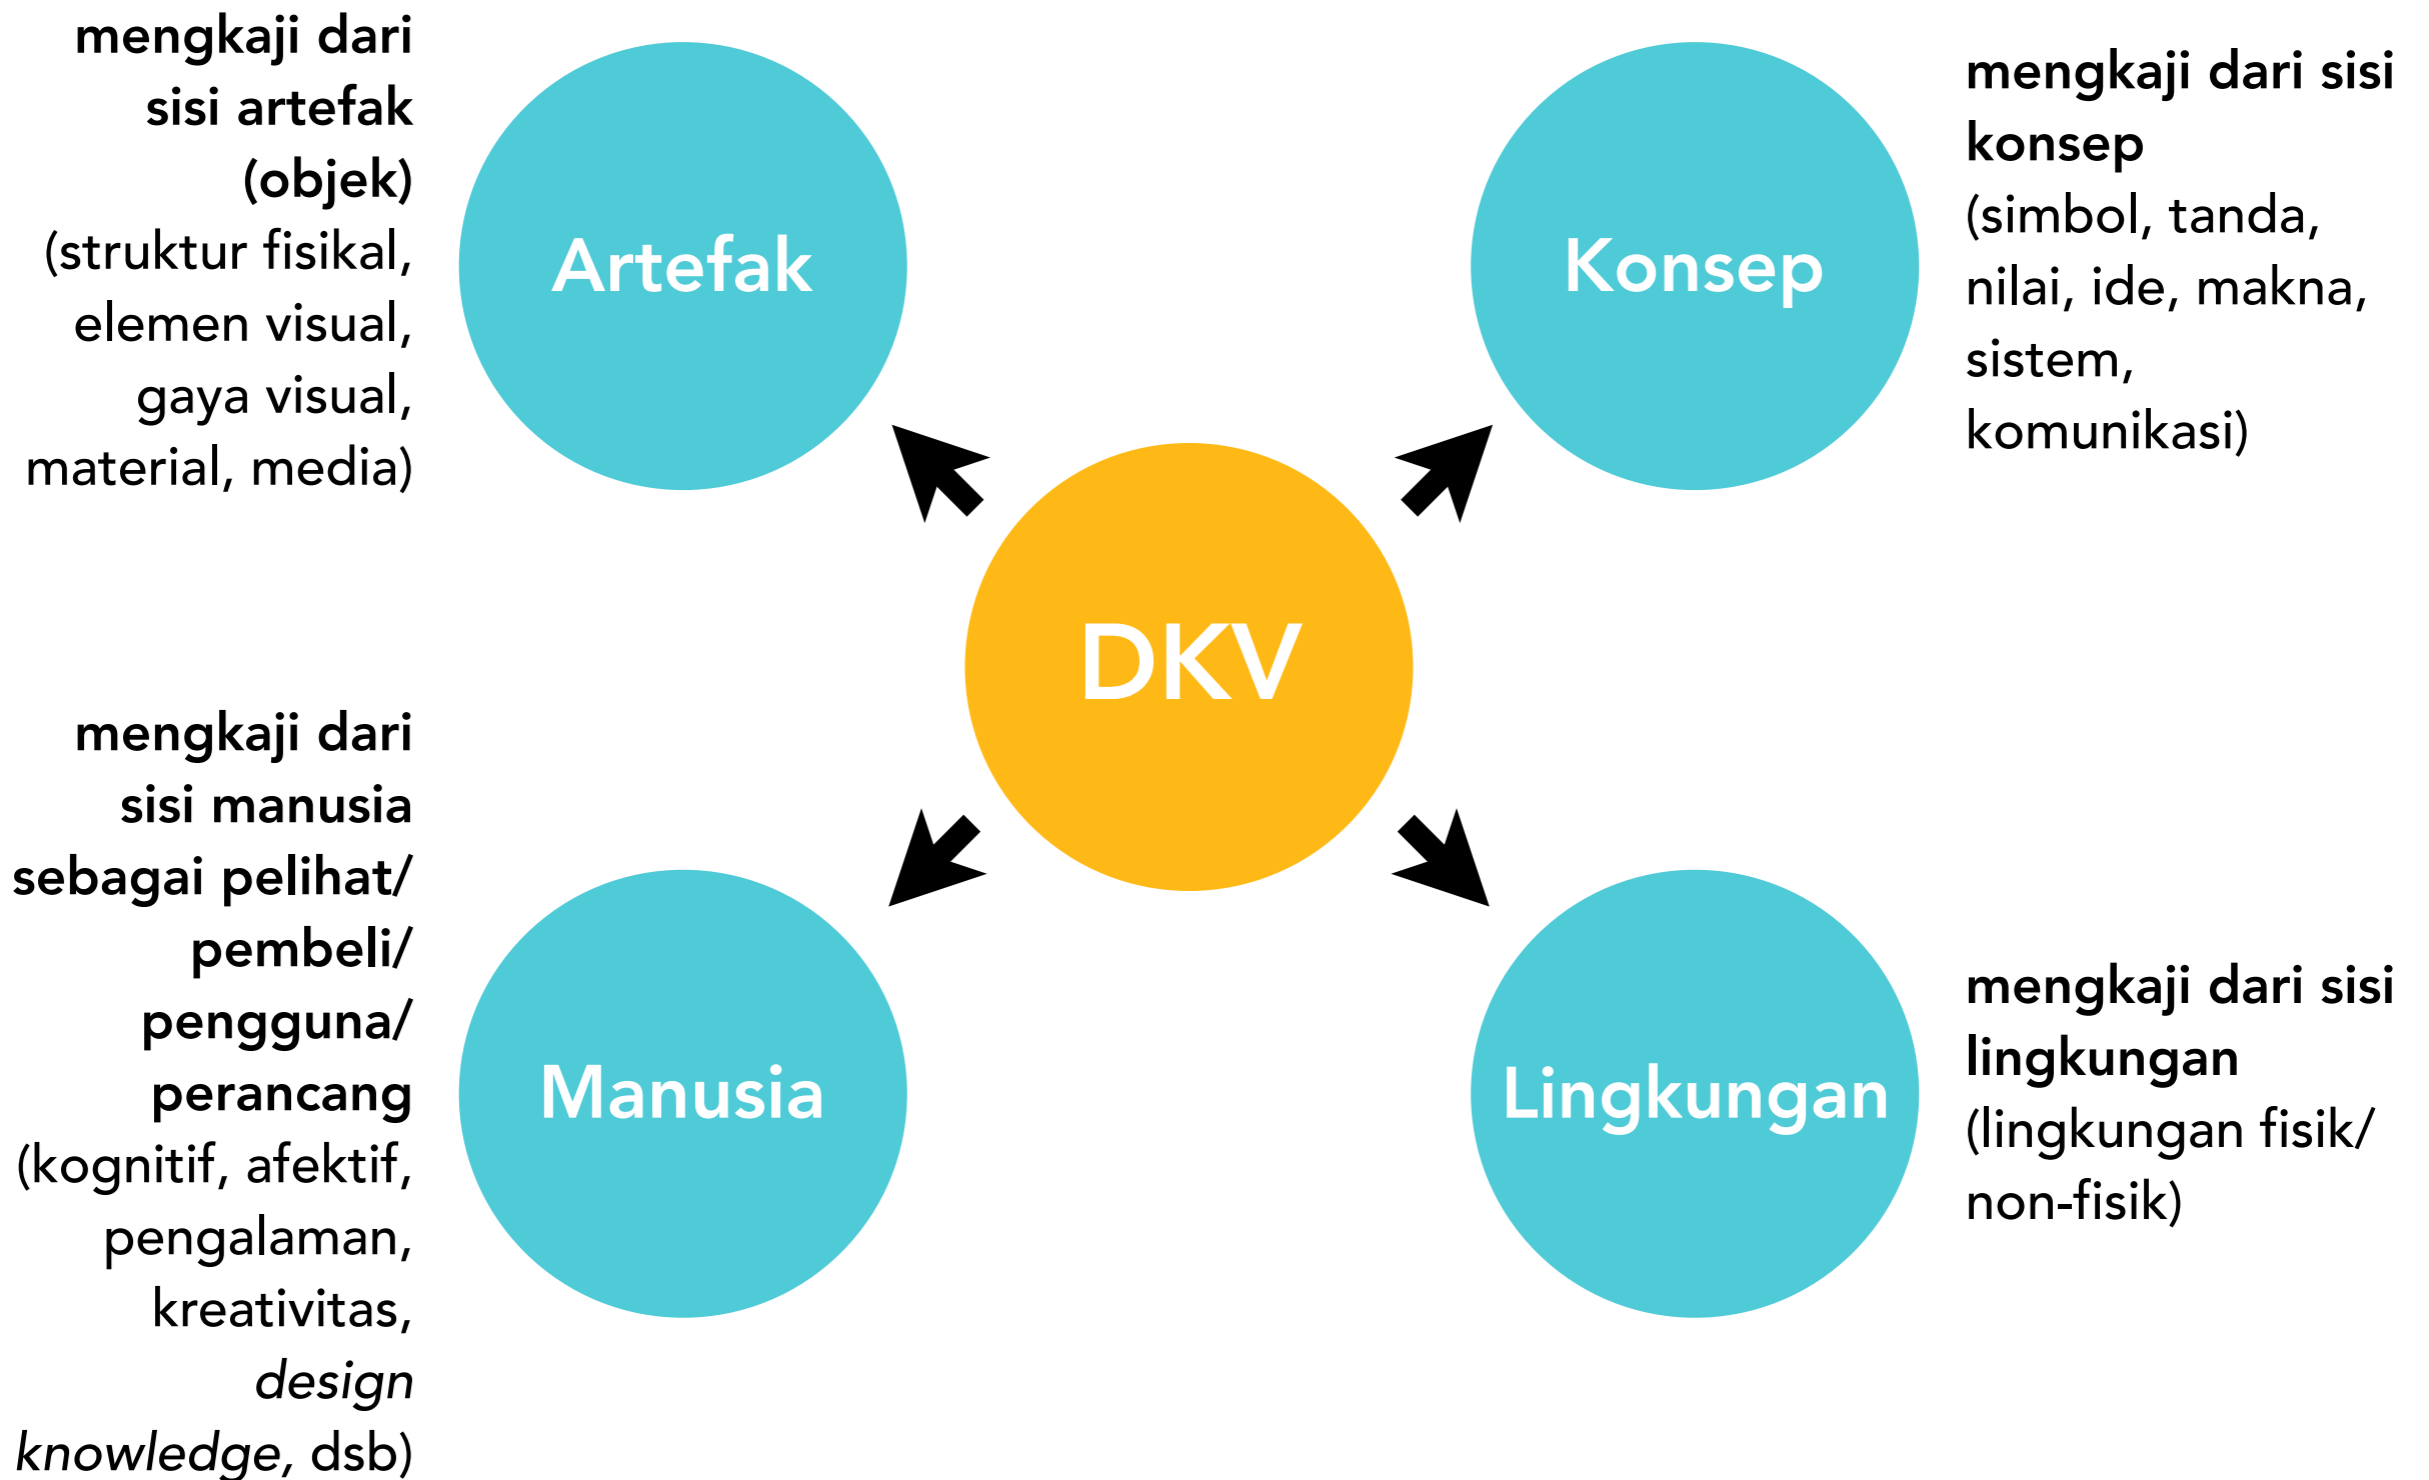 mengkaji dari
sisi artefak
(objek)
(struktur fisikal,
elemen visual,
gaya visual,
material, media)
Artefak
Konsep
mengkaji dari sisi
konsep
(simbol, tanda,
nilai, ide, makna,
sistem,
komunikasi)
DKV
mengkaji dari
sisi manusia
sebagai pelihat/
pembeli/
pengguna/
perancang
(kognitif, afektif,
pengalaman,
kreativitas,
design
knowledge, dsb)
Manusia
Lingkungan
mengkaji dari sisi
lingkungan
(lingkungan fisik/
non-fisik)